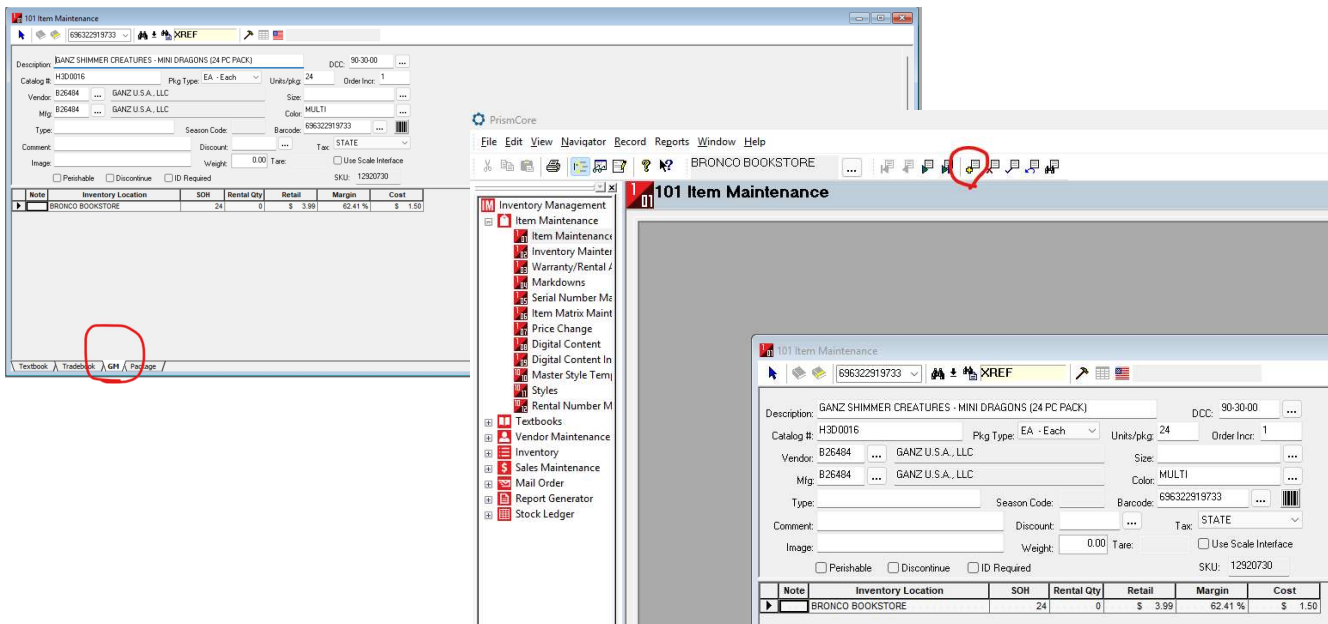 101 Item Maintenance
696322919733 XREF
Description: GANZ SHIMMER CREATURES - MINI DRAGONS (24 PC PACK) DCC: 90-30-00 ...
Catalog #: H3D0016 Pkg Type: EA - Each Units/pkg: 24 Order Incr: 1
Vendor: B26484 ... GANZ U.S.A., LLC Size: ...
Mfg: B26484 ... GANZ U.S.A., LLC Color: MULTI ...
Type: Season Code: Barcode: 696322919733 ...
Comment: Discount: ... Tax: STATE
Image: Weight: 0.00 Tare: Use Scale Interface
Perishable Discontinue ID Required SKU: 12920730
Note Inventory Location SOH Rental Qty Retail Margin Cost
BRONCO BOOKSTORE 24 0 $ 3.99 62.41 % $ 1.50
Textbook Tradebook GM Package
PrismCore
File Edit View Navigator Record Reports Window Help
BRONCO BOOKSTORE ...
101 Item Maintenance
IM Inventory Management
Item Maintenance
Item Maintenance
Inventory Mainter
Warranty/Rental
Markdowns
Serial Number Ma
Item Matrix Maint
Price Change
Digital Content
Digital Content In
Master Style Temp
Styles
Rental Number M
Textbooks
Vendor Maintenance
Inventory
Sales Maintenance
Mail Order
Report Generator
Stock Ledger
101 Item Maintenance
696322919733 XREF
Description: GANZ SHIMMER CREATURES - MINI DRAGONS (24 PC PACK) DCC: 90-30-00 ...
Catalog #: H3D0016 Pkg Type: EA - Each Units/pkg: 24 Order Incr: 1
Vendor: B26484 ... GANZ U.S.A., LLC Size: ...
Mfg: B26484 ... GANZ U.S.A., LLC Color: MULTI ...
Type: Season Code: Barcode: 696322919733 ...
Comment: Discount: ... Tax: STATE
Image: Weight: 0.00 Tare: Use Scale Interface
Perishable Discontinue ID Required SKU: 12920730
Note Inventory Location SOH Rental Qty Retail Margin Cost
BRONCO BOOKSTORE 24 0 $ 3.99 62.41 % $ 1.50